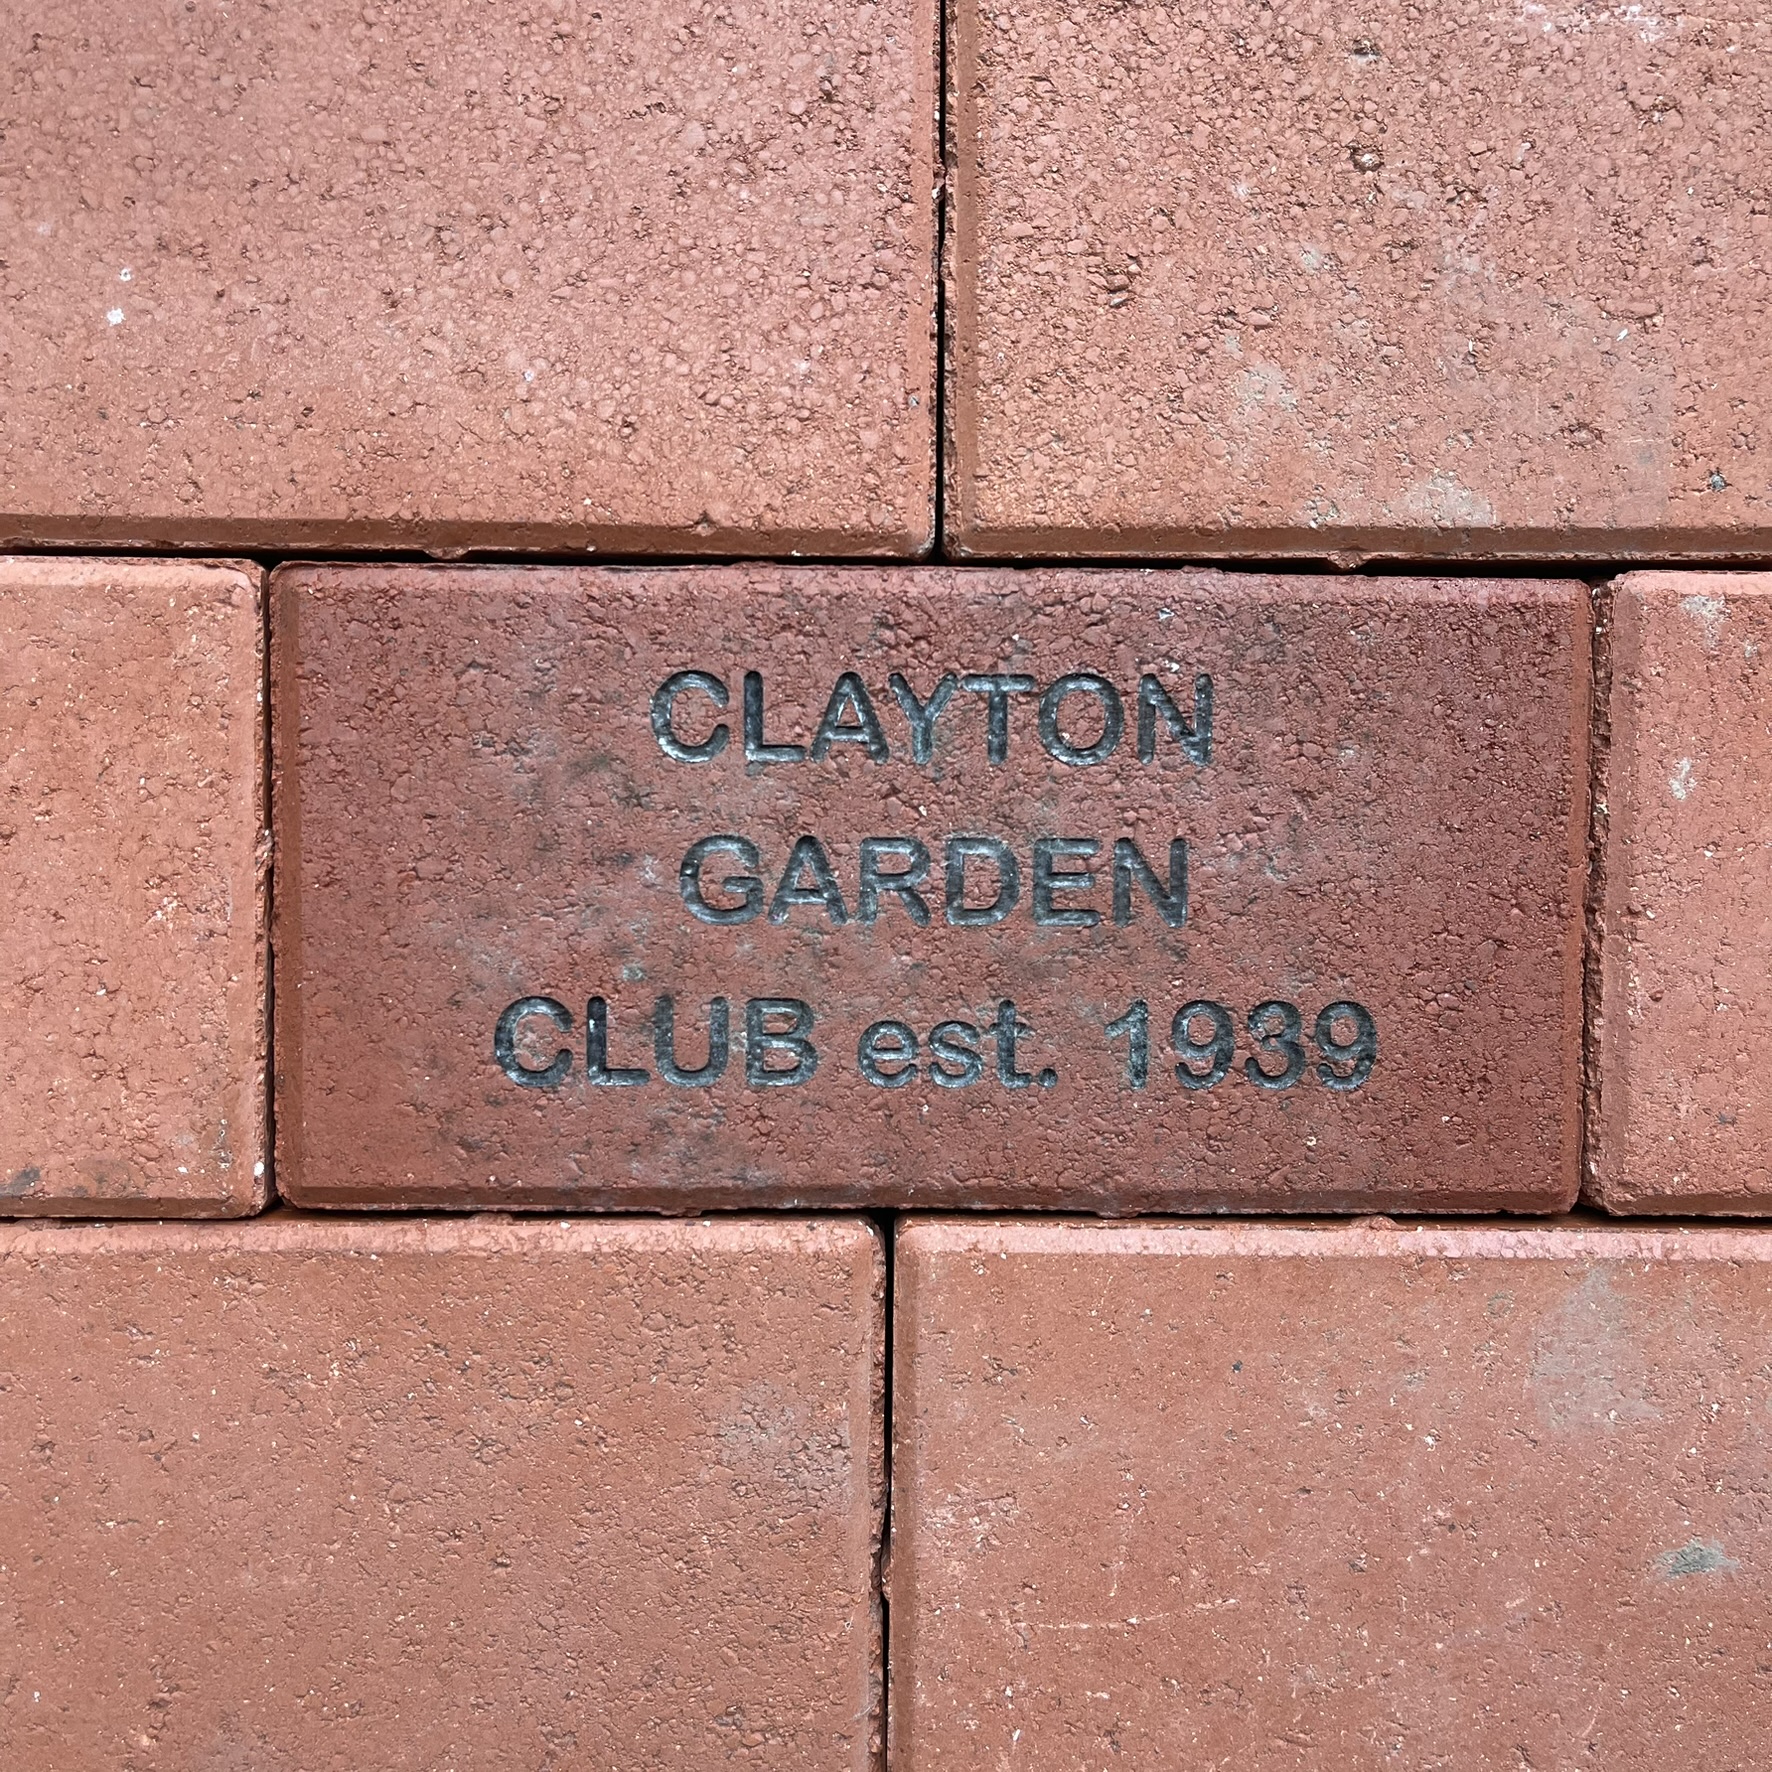 CLAYTON
GARDEN
CLUB est. 1939